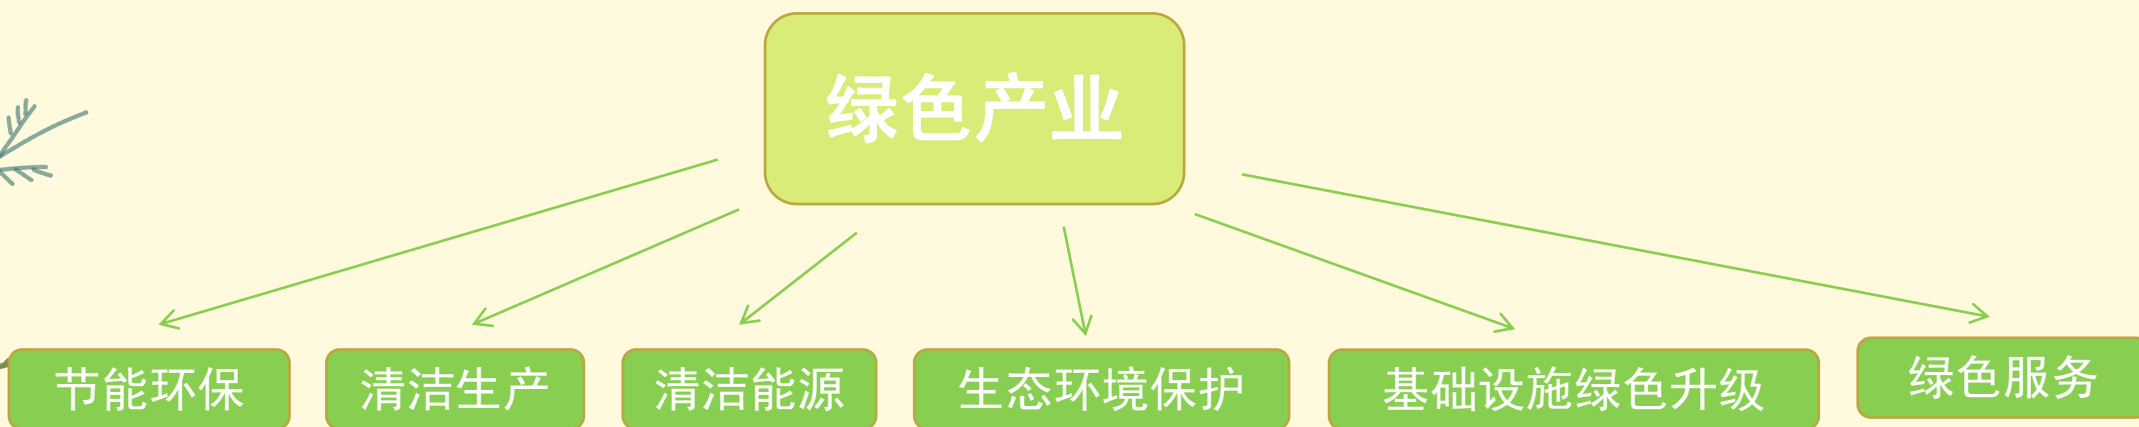 绿色产业
节能环保
清洁生产
清洁能源
生态环境保护
基础设施绿色升级
绿色服务